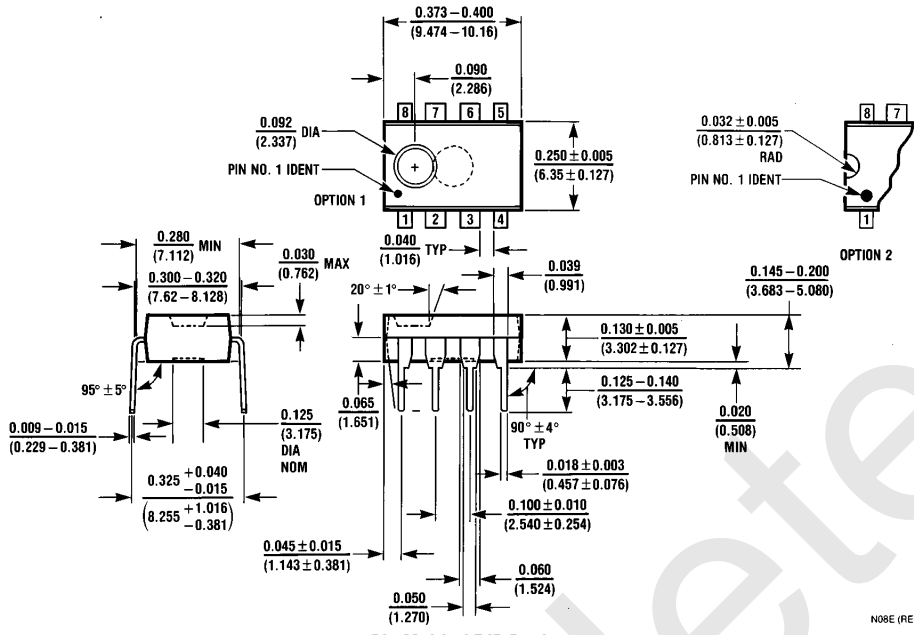 0.373–0.400
(9.474–10.16)
0.090
(2.286)
8 7 6 5
0.092 DIA
(2.337)
PIN NO. 1 IDENT
OPTION 1
1 2 3 4
0.250 ± 0.005
(6.35 ± 0.127)
8 7
0.032 ± 0.005
(0.813 ± 0.127)
RAD
PIN NO. 1 IDENT
1
OPTION 2
0.280 MIN
(7.112)
0.030 MAX
(0.762)
0.300 – 0.320
(7.62 – 8.128)
0.040 TYP
(1.016)
0.039
(0.991)
0.145 – 0.200
(3.683 – 5.080)
20° ± 1°
0.130 ± 0.005
(3.302 ± 0.127)
95° ± 5°
0.065
(1.651)
0.125 – 0.140
(3.175 – 3.556)
90° ± 4°
TYP
0.020
(0.508)
MIN
0.009 – 0.015
(0.229 – 0.381)
0.125
(3.175)
DIA
NOM
0.018 ± 0.003
(0.457 ± 0.076)
0.325 +0.040 -0.015
(8.255 +1.016 -0.381)
0.100 ± 0.010
(2.540 ± 0.254)
0.045 ± 0.015
(1.143 ± 0.381)
0.060
(1.524)
0.050
(1.270)
N08E (RE
lete